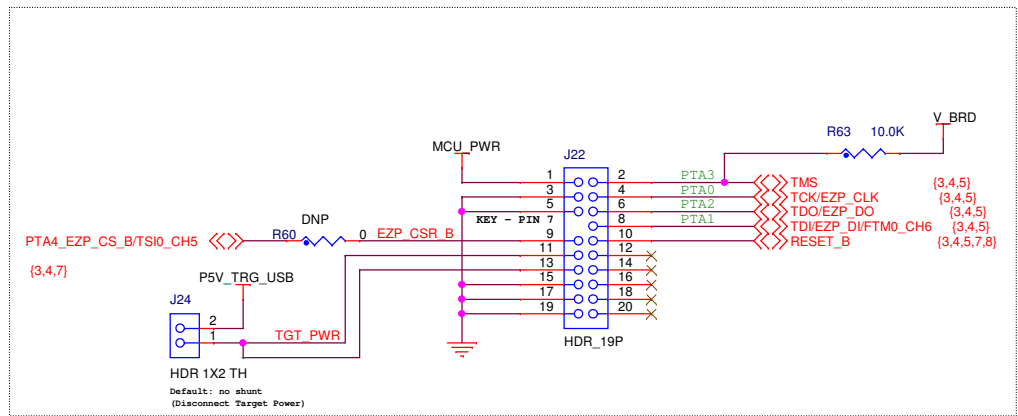 V_BRD
R63 10.0K
MCU_PWR
J22
1 2 PTA3 TMS {3,4,5}
3 4 PTA0 TCK/EZP_CLK {3,4,5}
5 6 PTA2 TDO/EZP_DO {3,4,5}
KEY - PIN 7 8 PTA1 TDI/EZP_DI/FTM0_CH6 {3,4,5}
DNP
PTA4_EZP_CS_B/TSI0_CH5 R60 0 EZP_CSR_B 9 10 RESET_B {3,4,5,7,8}
11 12
{3,4,7} 13 14
P5V_TRG_USB 15 16
17 18
J24
19 20
2
1 TGT_PWR
HDR_19P
HDR 1X2 TH
Default: no shunt
(Disconnect Target Power)